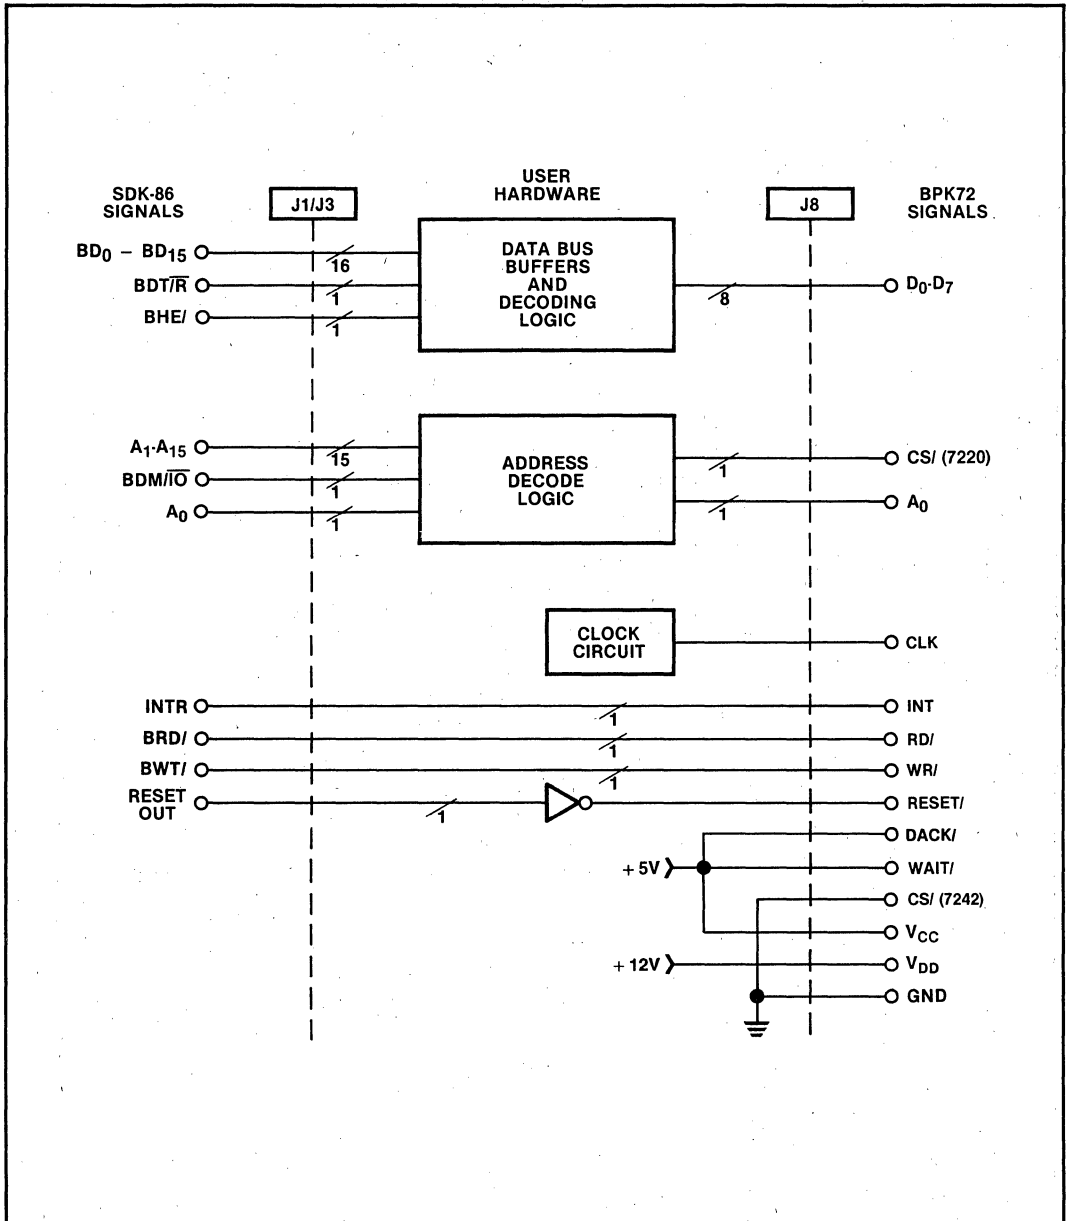 SDK-86
SIGNALS
J1/J3
USER
HARDWARE
J8
BPK72
SIGNALS
BD0 – BD15
16
BDT/R̅
1
BHE/
1
DATA BUS
BUFFERS
AND
DECODING
LOGIC
8
D0-D7
A1-A15
15
BDM/I̅O̅
1
A0
1
ADDRESS
DECODE
LOGIC
1
CS/ (7220)
1
A0
CLOCK
CIRCUIT
CLK
INTR
1
INT
BRD/
1
RD/
BWT/
1
WR/
RESET
OUT
1
RESET/
DACK/
+5V
WAIT/
CS/ (7242)
VCC
+12V
VDD
GND